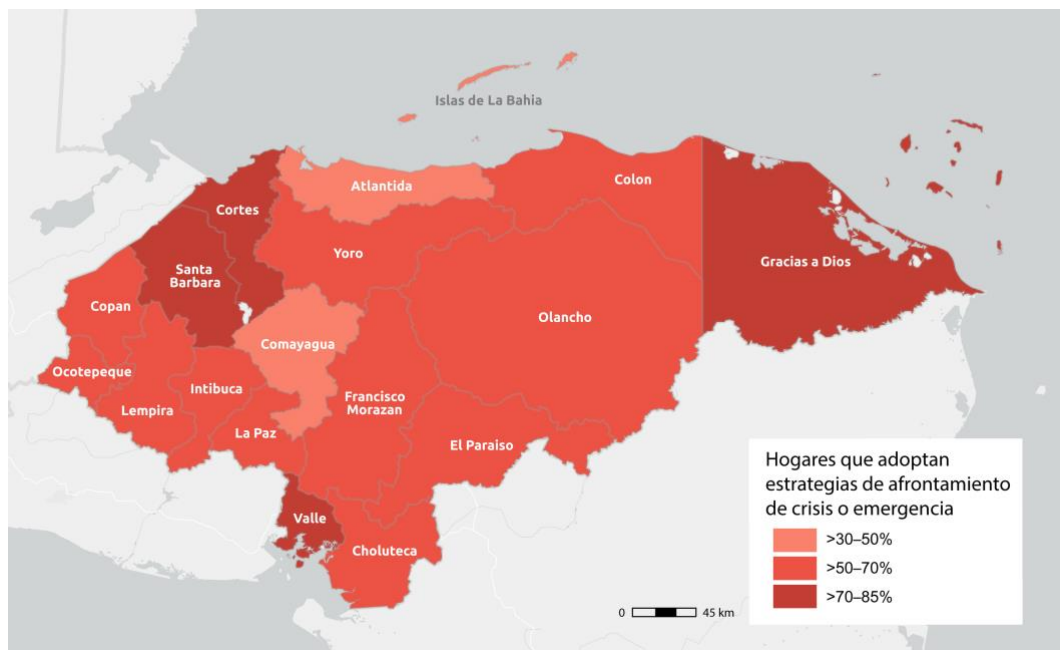 Islas de La Bahia
Atlantida
Colon
Cortes
Yoro
Gracias a Dios
Santa
Barbara
Copan
Olancho
Comayagua
Ocotepeque
Intibuca
Francisco
Morazan
Lempira
La Paz
El Paraiso
Valle
Choluteca
Hogares que adoptan
estrategias de afrontamiento
de crisis o emergencia
>30–50%
>50–70%
>70–85%
0 45 km